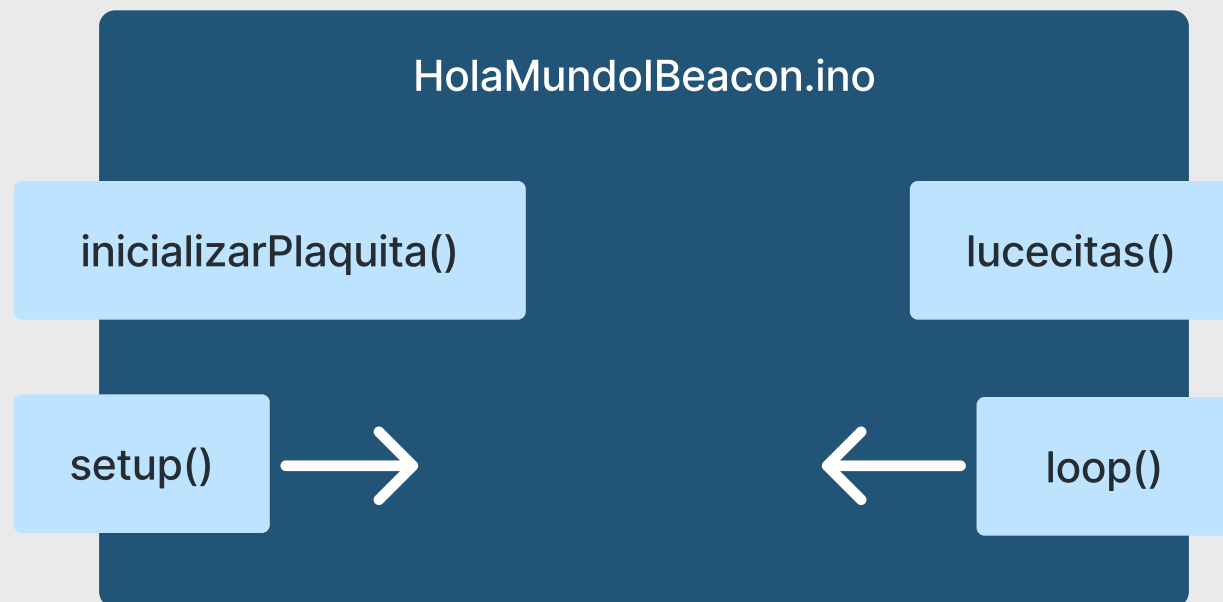 HolaMundoIBeacon.ino
inicializarPlaquita()
lucecitas()
setup()
loop()